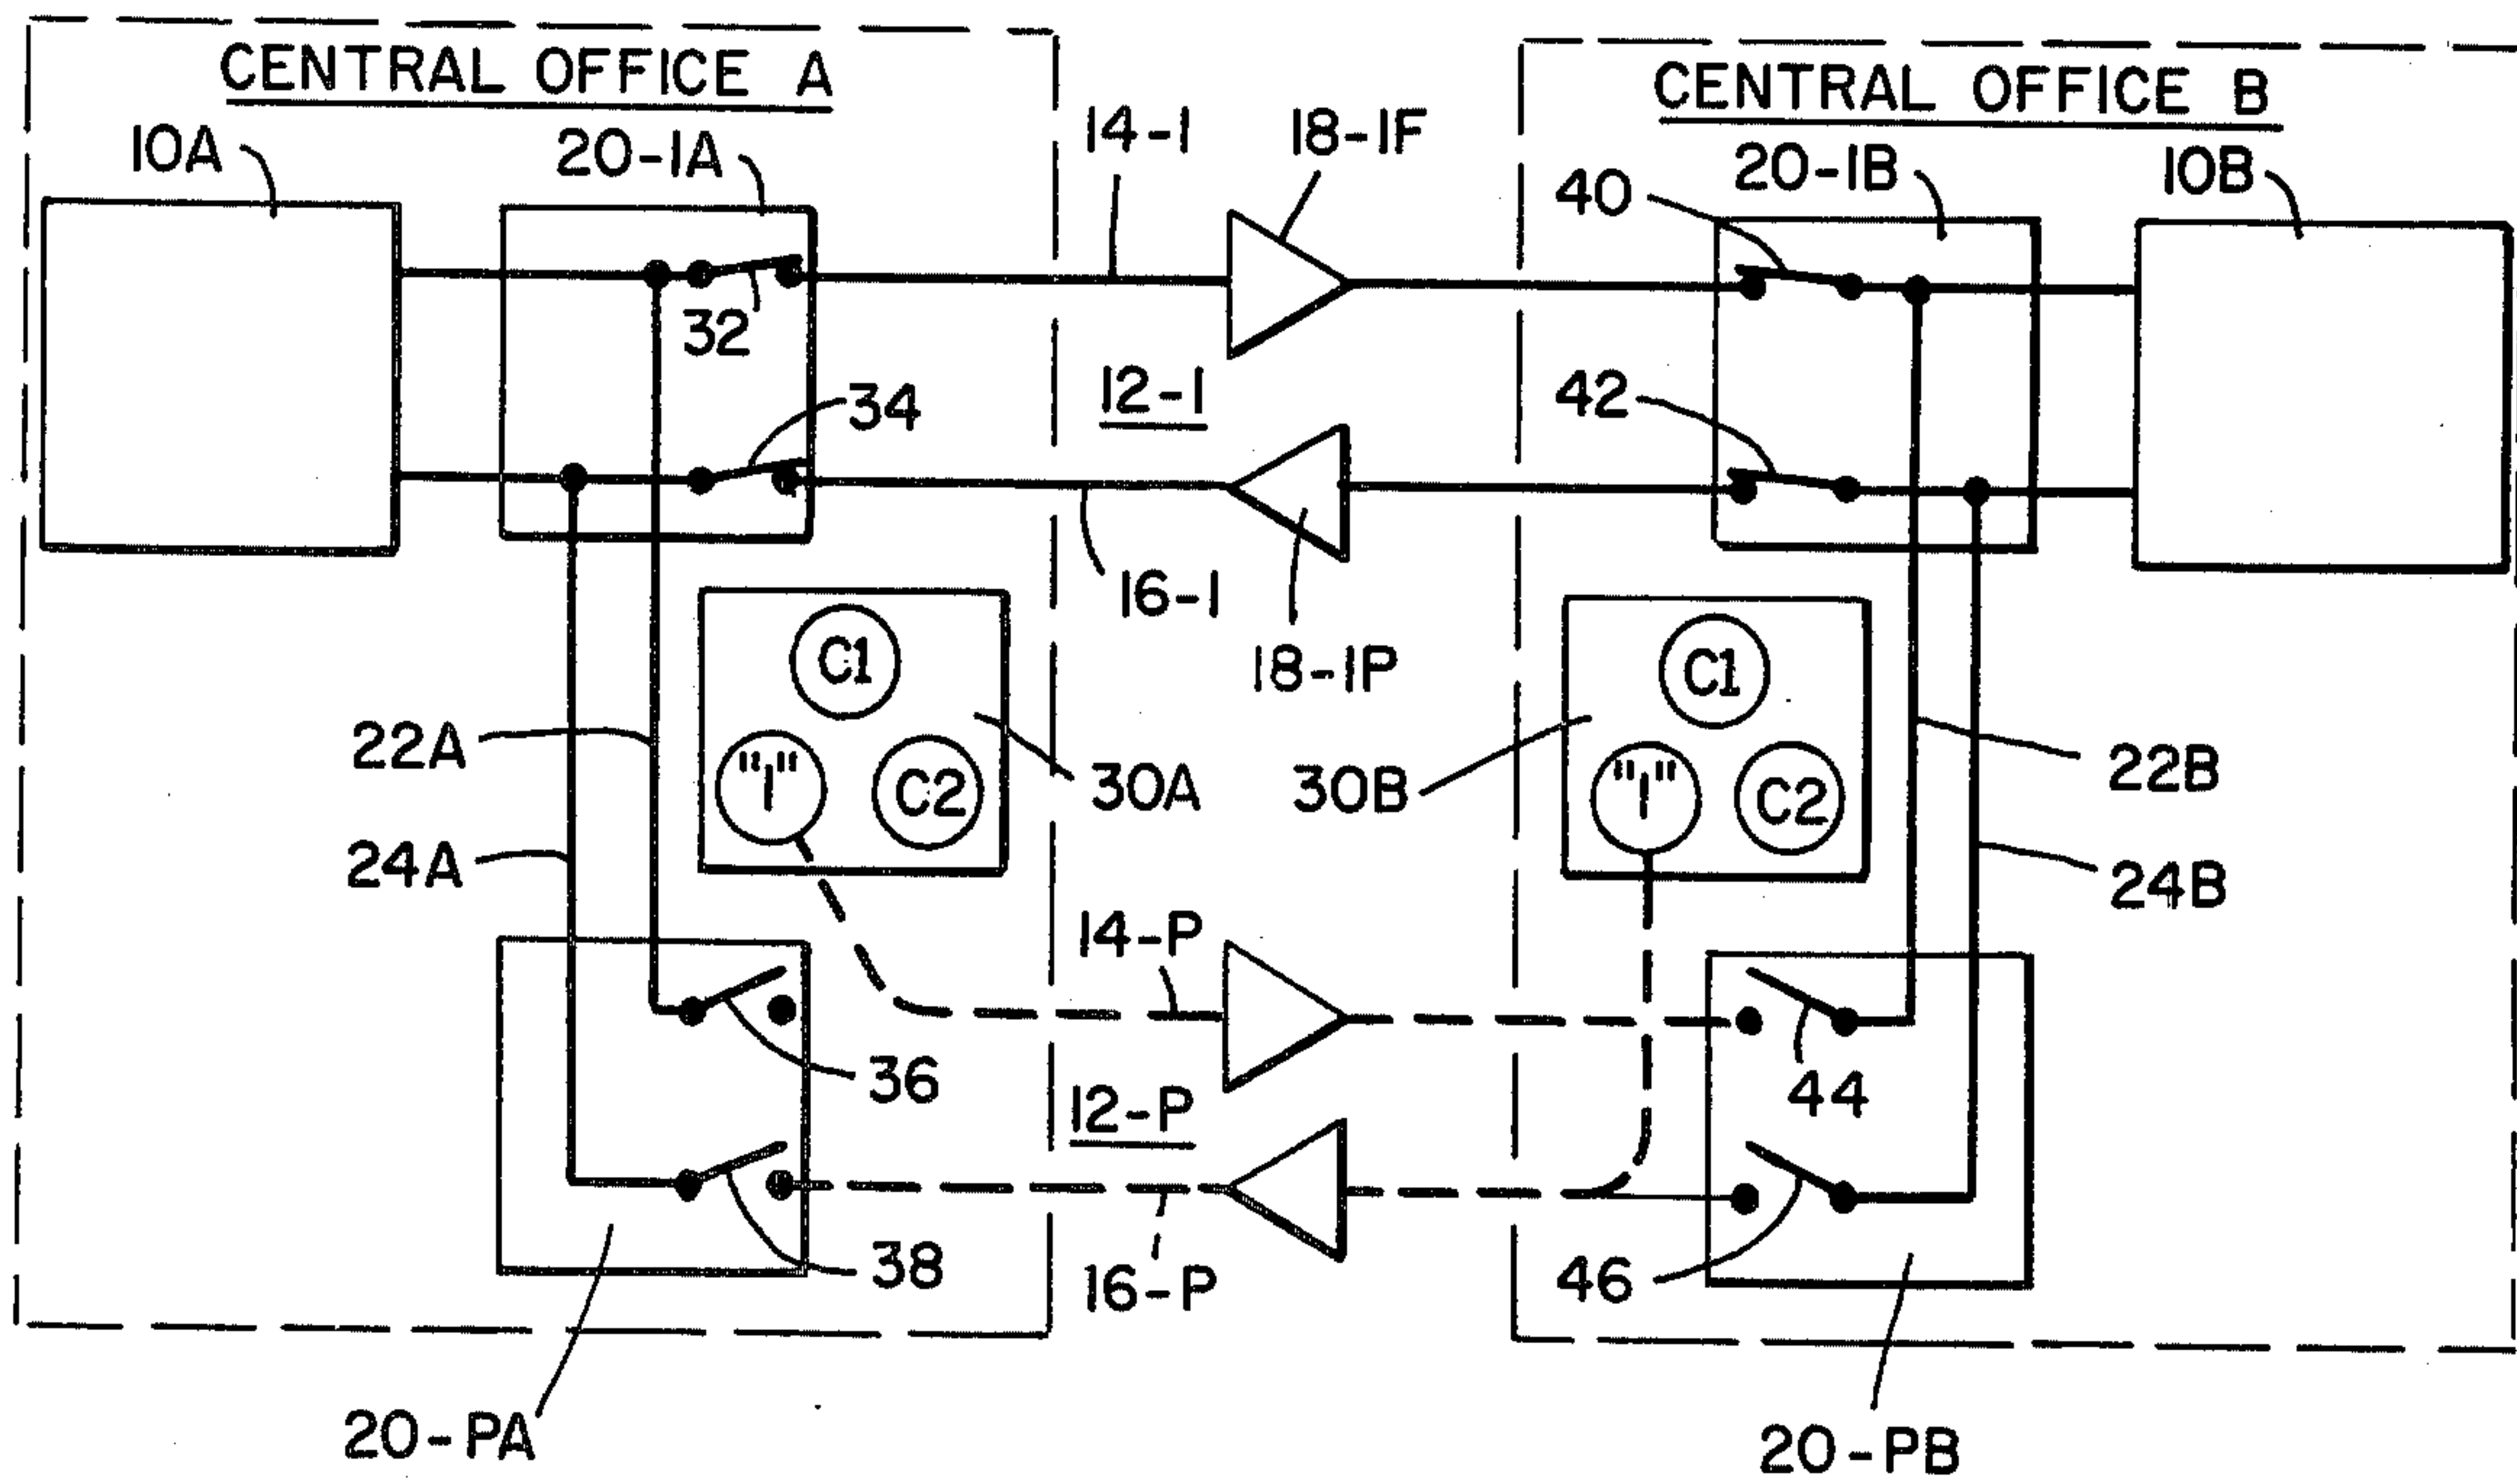 CENTRAL OFFICE A
CENTRAL OFFICE B
10A
20-1A
14-1
18-1F
40
20-1B
10B
32
34
12-1
42
16-1
18-1P
C1
"1"
C2
30A
C1
"1"
C2
30B
22A
24A
22B
24B
14-P
36
12-P
44
38
16-P
46
20-PA
20-PB